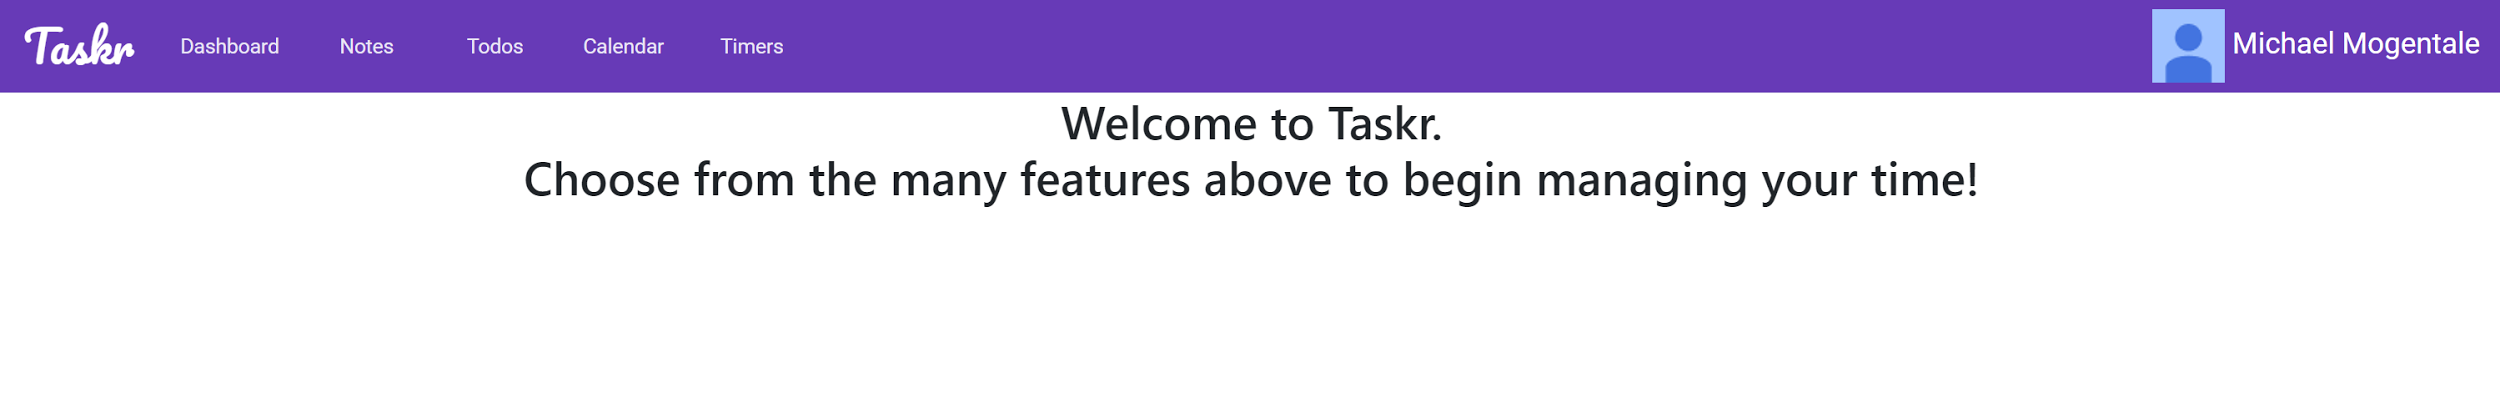 Taskr Dashboard Notes Todos Calendar Timers Michael Mogentale
Welcome to Taskr.
Choose from the many features above to begin managing your time!